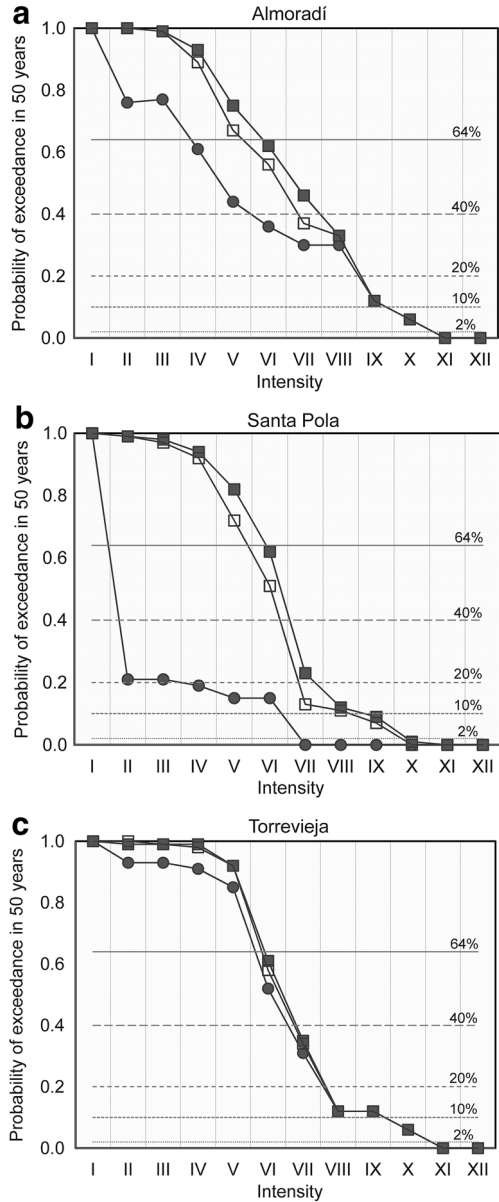 a
Almoradí
Probability of exceedance in 50 years
1.0
0.8
0.6
0.4
0.2
0.0
64%
40%
20%
10%
2%
I II III IV V VI VII VIII IX X XI XII
Intensity
b
Santa Pola
Probability of exceedance in 50 years
1.0
0.8
0.6
0.4
0.2
0.0
64%
40%
20%
10%
2%
I II III IV V VI VII VIII IX X XI XII
Intensity
c
Torrevieja
Probability of exceedance in 50 years
1.0
0.8
0.6
0.4
0.2
0.0
64%
40%
20%
10%
2%
I II III IV V VI VII VIII IX X XI XII
Intensity